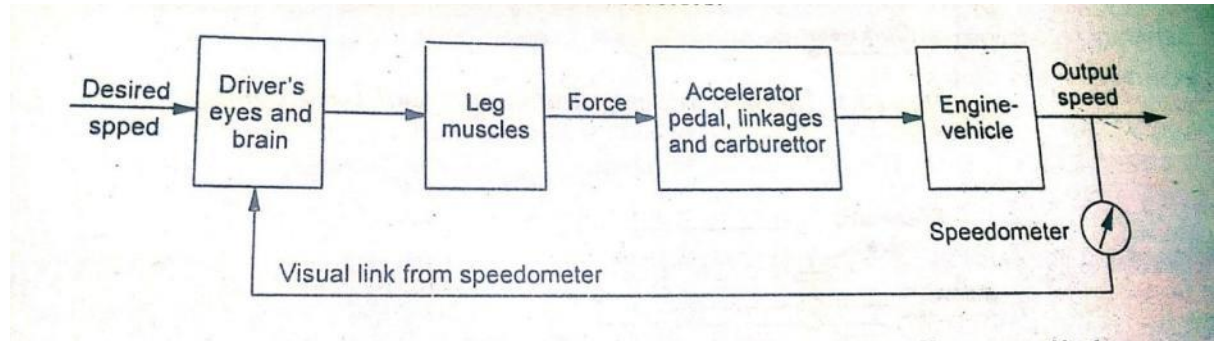 Desired
spped
Driver's
eyes and
brain
Leg
muscles
Force
Accelerator
pedal, linkages
and carburettor
Engine-
vehicle
Output
speed
Speedometer
Visual link from speedometer